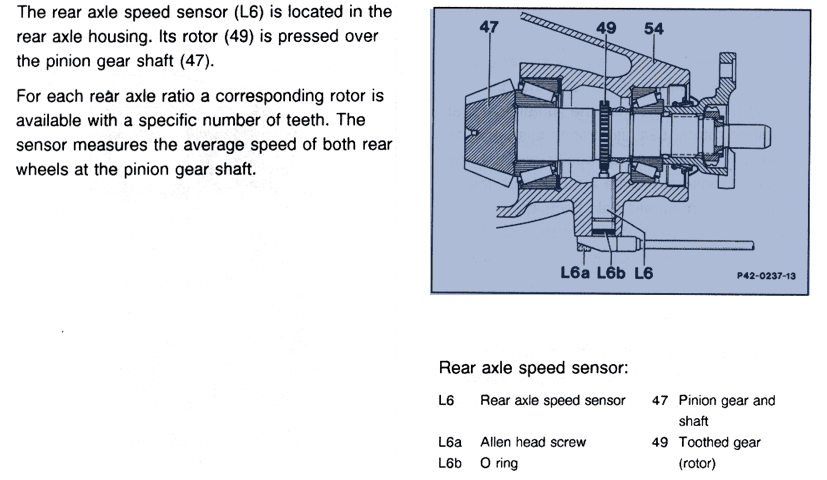 The rear axle speed sensor (L6) is located in the
rear axle housing. Its rotor (49) is pressed over
the pinion gear shaft (47).
For each rear axle ratio a corresponding rotor is
available with a specific number of teeth. The
sensor measures the average speed of both rear
wheels at the pinion gear shaft.
47 49 54
L6a L6b L6
P42-0237-13
Rear axle speed sensor:
L6 Rear axle speed sensor 47 Pinion gear and
shaft
L6a Allen head screw 49 Toothed gear
L6b O ring (rotor)